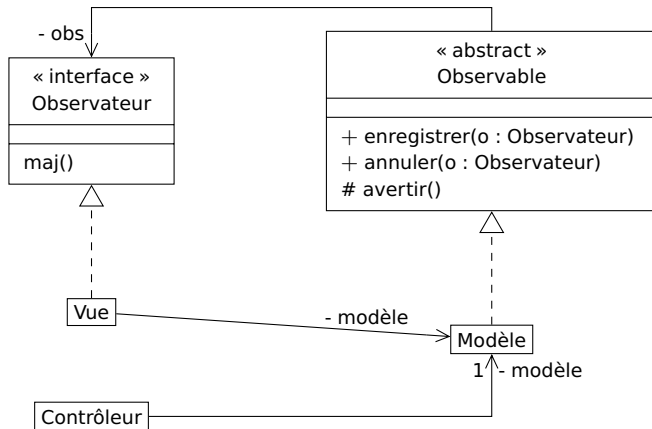 - obs
« interface »
Observateur
maj()
« abstract »
Observable
+ enregistrer(o : Observateur)
+ annuler(o : Observateur)
# avertir()
Vue
- modèle
Modèle
1 - modèle
Contrôleur